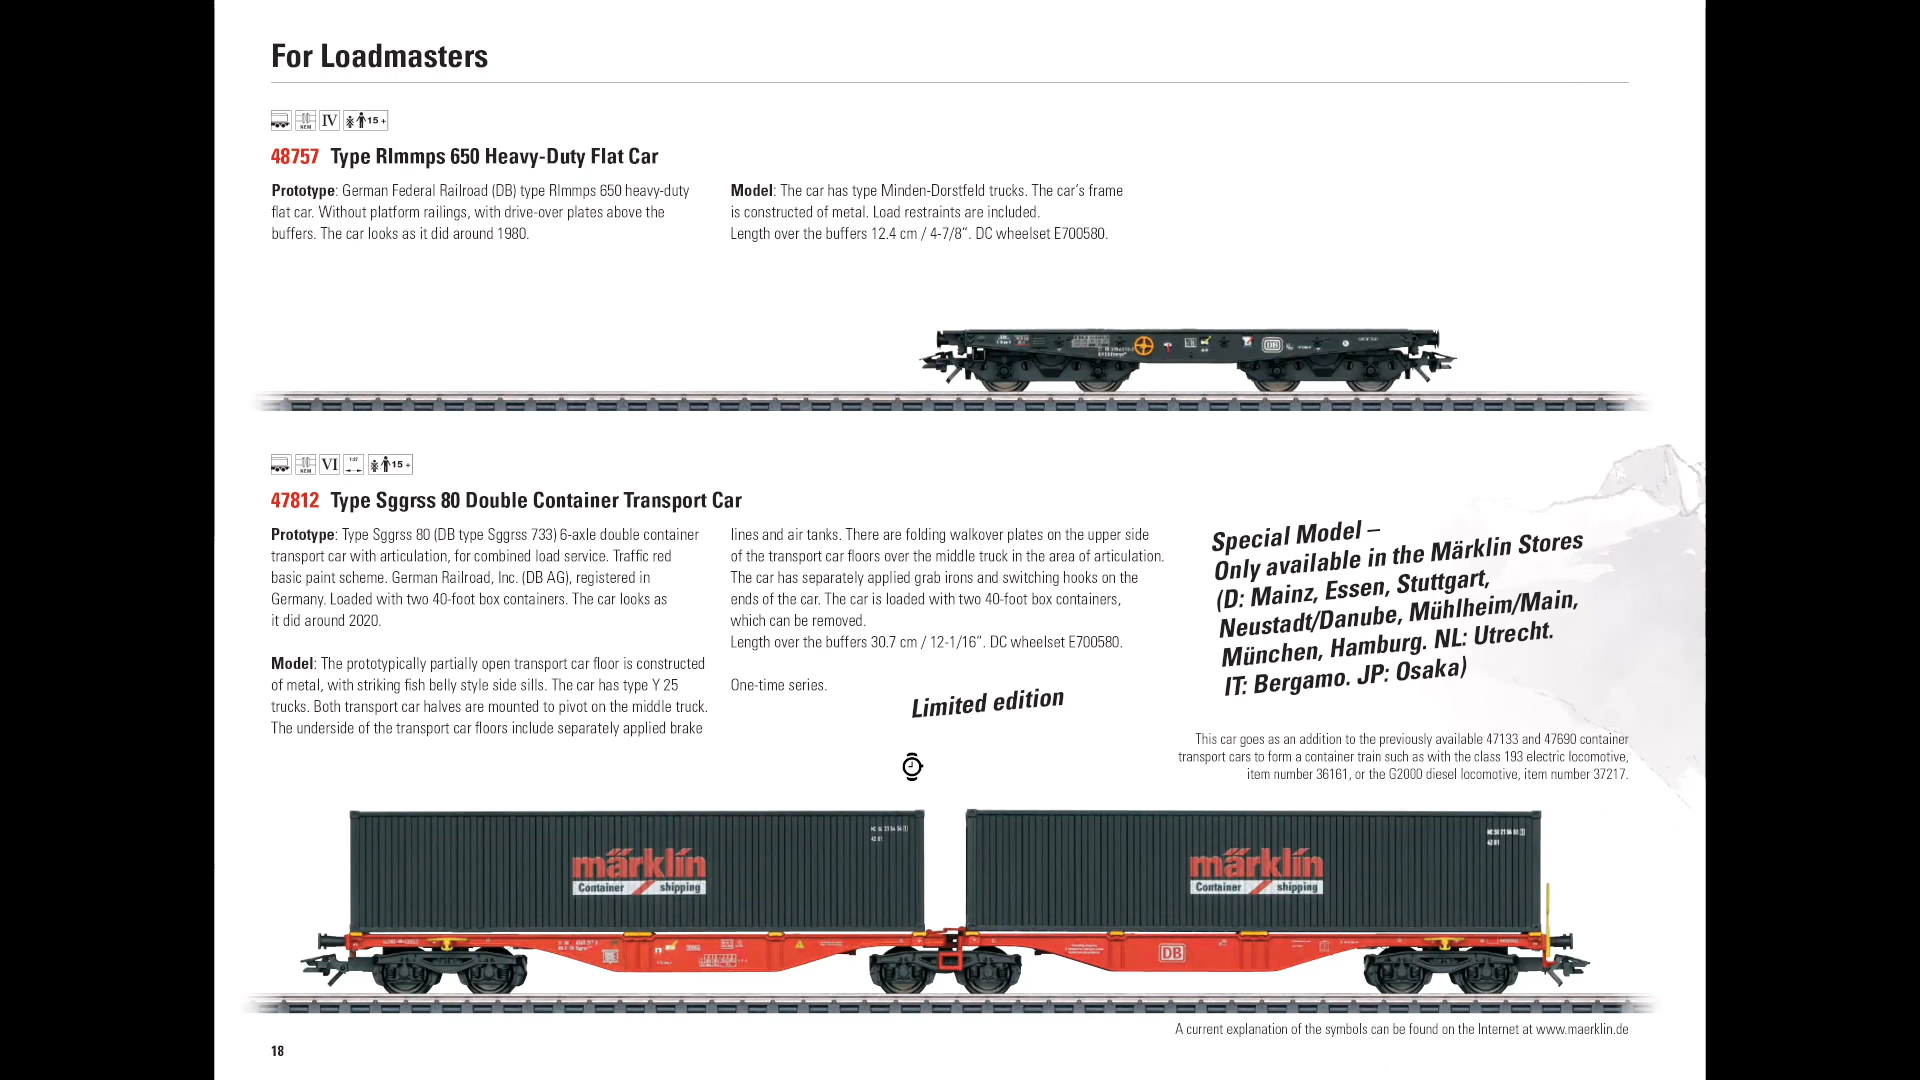 For Loadmasters
NEM IV 15 +
48757 Type Rlmmps 650 Heavy-Duty Flat Car
Prototype: German Federal Railroad (DB) type Rlmmps 650 heavy-duty
flat car. Without platform railings, with drive-over plates above the
buffers. The car looks as it did around 1980.
Model: The car has type Minden-Dorstfeld trucks. The car’s frame
is constructed of metal. Load restraints are included.
Length over the buffers 12.4 cm / 4-7/8”. DC wheelset E700580.
DB
NEM VI 1:87 15 +
47812 Type Sggrss 80 Double Container Transport Car
Prototype: Type Sggrss 80 (DB type Sggrss 733) 6-axle double container
transport car with articulation, for combined load service. Traffic red
basic paint scheme. German Railroad, Inc. (DB AG), registered in
Germany. Loaded with two 40-foot box containers. The car looks as
it did around 2020.
Model: The prototypically partially open transport car floor is constructed
of metal, with striking fish belly style side sills. The car has type Y 25
trucks. Both transport car halves are mounted to pivot on the middle truck.
The underside of the transport car floors include separately applied brake
lines and air tanks. There are folding walkover plates on the upper side
of the transport car floors over the middle truck in the area of articulation.
The car has separately applied grab irons and switching hooks on the
ends of the car. The car is loaded with two 40-foot box containers,
which can be removed.
Length over the buffers 30.7 cm / 12-1/16”. DC wheelset E700580.
One-time series.
Limited edition
Special Model –
Only available in the Märklin Stores
(D: Mainz, Essen, Stuttgart,
Neustadt/Danube, Mühlheim/Main,
München, Hamburg. NL: Utrecht.
IT: Bergamo. JP: Osaka)
This car goes as an addition to the previously available 47133 and 47690 container
transport cars to form a container train such as with the class 193 electric locomotive,
item number 36161, or the G2000 diesel locomotive, item number 37217.
märklin
Container shipping
märklin
Container shipping
DB
A current explanation of the symbols can be found on the Internet at www.maerklin.de
18